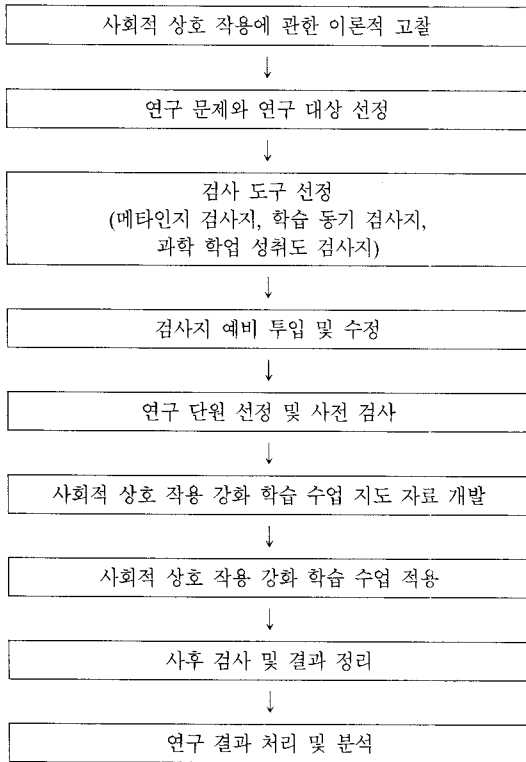 사회적 상호 작용에 관한 이론적 고찰
↓
연구 문제와 연구 대상 선정
↓
검사 도구 선정
(메타인지 검사지, 학습 동기 검사지,
과학 학업 성취도 검사지)
↓
검사지 예비 투입 및 수정
↓
연구 단원 선정 및 사전 검사
↓
사회적 상호 작용 강화 학습 수업 지도 자료 개발
↓
사회적 상호 작용 강화 학습 수업 적용
↓
사후 검사 및 결과 정리
↓
연구 결과 처리 및 분석